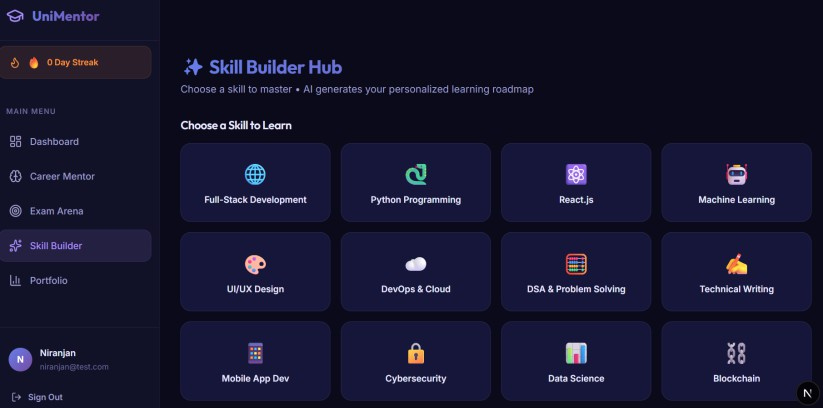 UniMentor
0 Day Streak
MAIN MENU
Dashboard
Career Mentor
Exam Arena
Skill Builder
Portfolio
N
Niranjan
niranjan@test.com
Sign Out
Skill Builder Hub
Choose a skill to master • AI generates your personalized learning roadmap
Choose a Skill to Learn
Full-Stack Development
Python Programming
React.js
Machine Learning
UI/UX Design
DevOps & Cloud
DSA & Problem Solving
Technical Writing
Mobile App Dev
Cybersecurity
Data Science
Blockchain
N